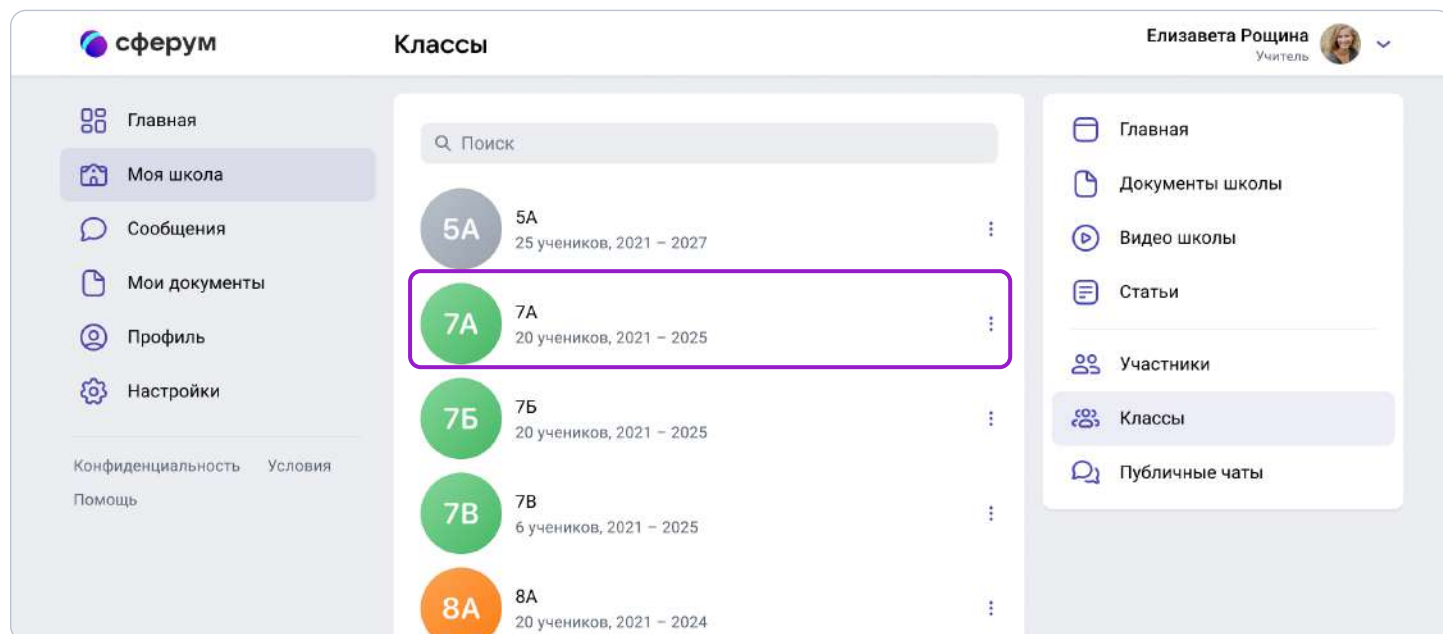 сферум
Классы
Елизавета Рощина
Учитель
Главная
Моя школа
Сообщения
Мои документы
Профиль
Настройки
Конфиденциальность Условия
Помощь
Поиск
5А
5А
25 учеников, 2021 – 2027
7А
7А
20 учеников, 2021 – 2025
7Б
7Б
20 учеников, 2021 – 2025
7В
7В
6 учеников, 2021 – 2025
8А
8А
20 учеников, 2021 – 2024
Главная
Документы школы
Видео школы
Статьи
Участники
Классы
Публичные чаты